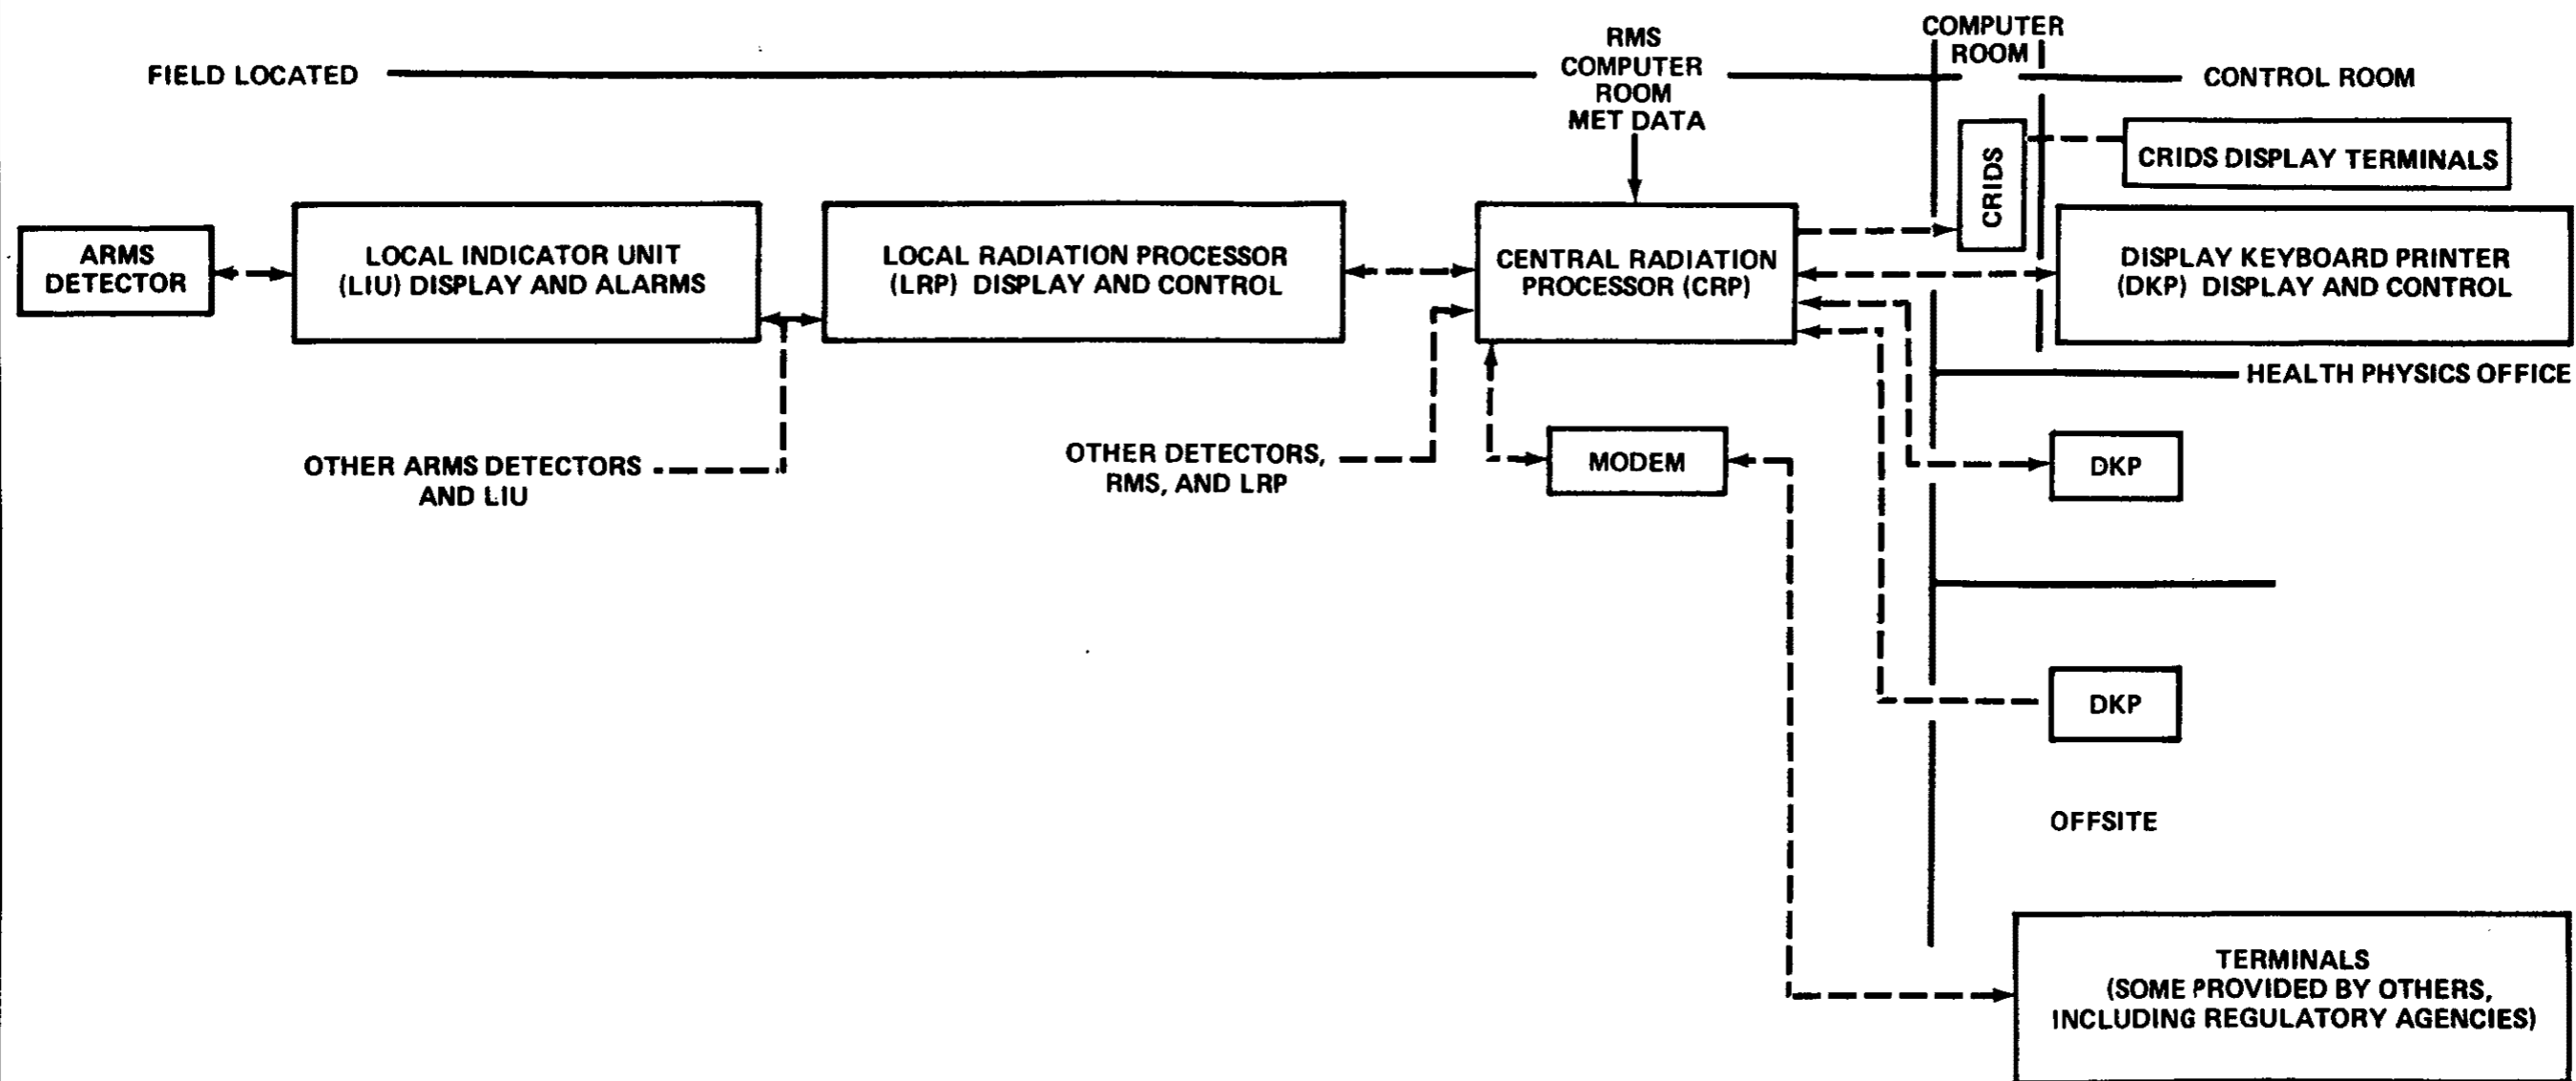 FIELD LOCATED
RMS
COMPUTER
ROOM
MET DATA
COMPUTER
ROOM
CONTROL ROOM
CRIDS
CRIDS DISPLAY TERMINALS
ARMS
DETECTOR
LOCAL INDICATOR UNIT
(LIU) DISPLAY AND ALARMS
LOCAL RADIATION PROCESSOR
(LRP) DISPLAY AND CONTROL
CENTRAL RADIATION
PROCESSOR (CRP)
DISPLAY KEYBOARD PRINTER
(DKP) DISPLAY AND CONTROL
HEALTH PHYSICS OFFICE
OTHER ARMS DETECTORS
AND LIU
OTHER DETECTORS,
RMS, AND LRP
MODEM
DKP
DKP
OFFSITE
TERMINALS
(SOME PROVIDED BY OTHERS,
INCLUDING REGULATORY AGENCIES)